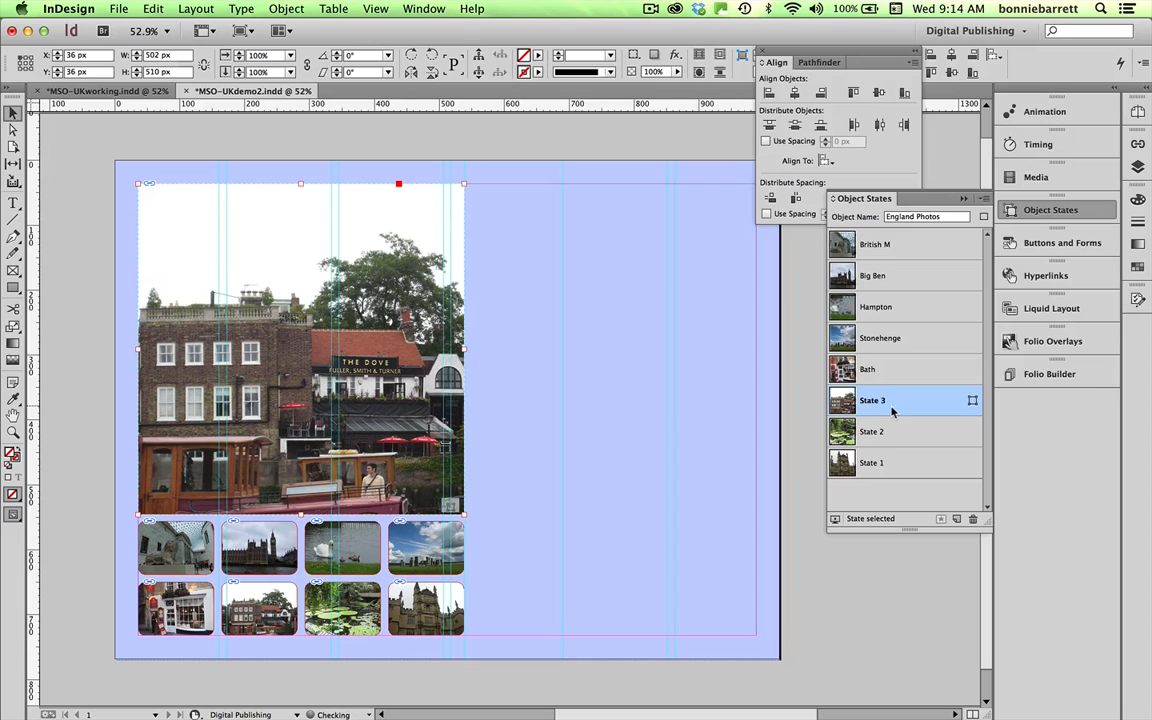 InDesign File Edit Layout Type Object Table View Window Help 100% Wed 9:14 AM bonniebarrett
Id Br 52.9% Digital Publishing
X: 36 px W: 502 px 100% 0° P
Y: 36 px H: 510 px 100% 0° 100%
*MSO-UKworking.indd @ 52% *MSO-UKdemo2.indd @ 52%
100 0 100 200 300 400 500 600 700 800 900 1300
Align Pathfinder
Align Objects:
Distribute Objects:
Use Spacing 0 px
Align To:
Distribute Spacing:
Use Spacing
Object States
Object Name: England Photos
British M
Big Ben
Hampton
Stonehenge
Bath
State 3
State 2
State 1
State selected
Animation
Timing
Media
Object States
Buttons and Forms
Hyperlinks
Liquid Layout
Folio Overlays
Folio Builder
THE DOVE
FULLER, SMITH & TURNER
1 Digital Publishing Checking